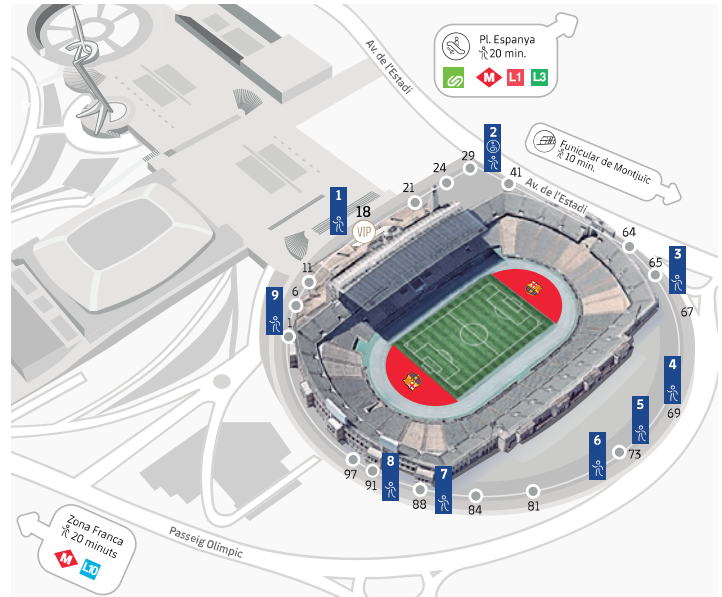 Av. de l'Estadi
Pl. Espanya
20 min.
M L1 L3
Funicular de Montjuïc
10 min.
Av. de l'Estadi
2
29
24
41
21
1
18
VIP
64
65
3
11
6
9
1
67
4
69
5
6
73
97
91
8
88
7
84
81
Passeig Olímpic
Zona Franca
20 minuts
M L10